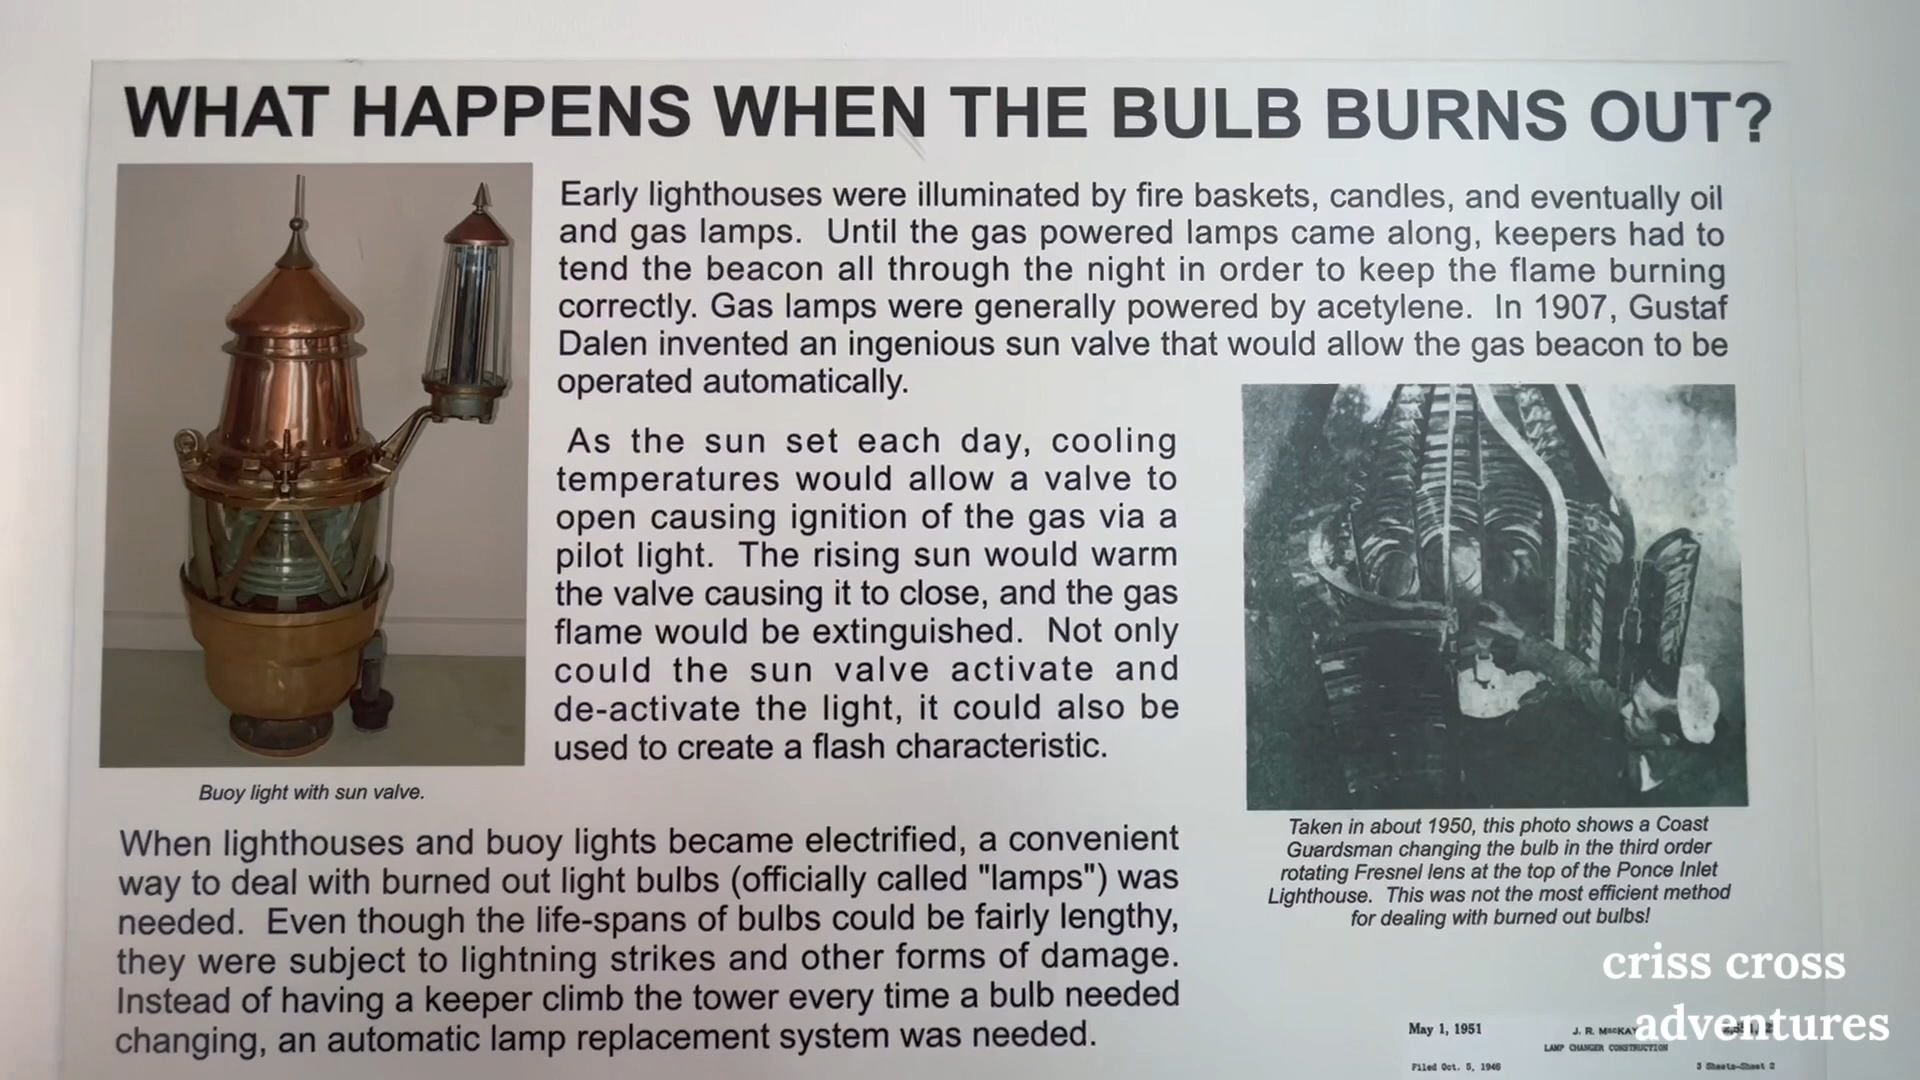 WHAT HAPPENS WHEN THE BULB BURNS OUT?
Early lighthouses were illuminated by fire baskets, candles, and eventually oil
and gas lamps. Until the gas powered lamps came along, keepers had to
tend the beacon all through the night in order to keep the flame burning
correctly. Gas lamps were generally powered by acetylene. In 1907, Gustaf
Dalen invented an ingenious sun valve that would allow the gas beacon to be
operated automatically.
As the sun set each day, cooling
temperatures would allow a valve to
open causing ignition of the gas via a
pilot light. The rising sun would warm
the valve causing it to close, and the gas
flame would be extinguished. Not only
could the sun valve activate and
de-activate the light, it could also be
used to create a flash characteristic.
Buoy light with sun valve.
When lighthouses and buoy lights became electrified, a convenient
way to deal with burned out light bulbs (officially called "lamps") was
needed. Even though the life-spans of bulbs could be fairly lengthy,
they were subject to lightning strikes and other forms of damage.
Instead of having a keeper climb the tower every time a bulb needed
changing, an automatic lamp replacement system was needed.
Taken in about 1950, this photo shows a Coast
Guardsman changing the bulb in the third order
rotating Fresnel lens at the top of the Ponce Inlet
Lighthouse. This was not the most efficient method
for dealing with burned out bulbs!
criss cross
adventures
May 1, 1951
J. R. MacKAY
LAMP CHANGER CONSTRUCTION
Filed Oct. 5, 1946
3 Sheets-Sheet 2